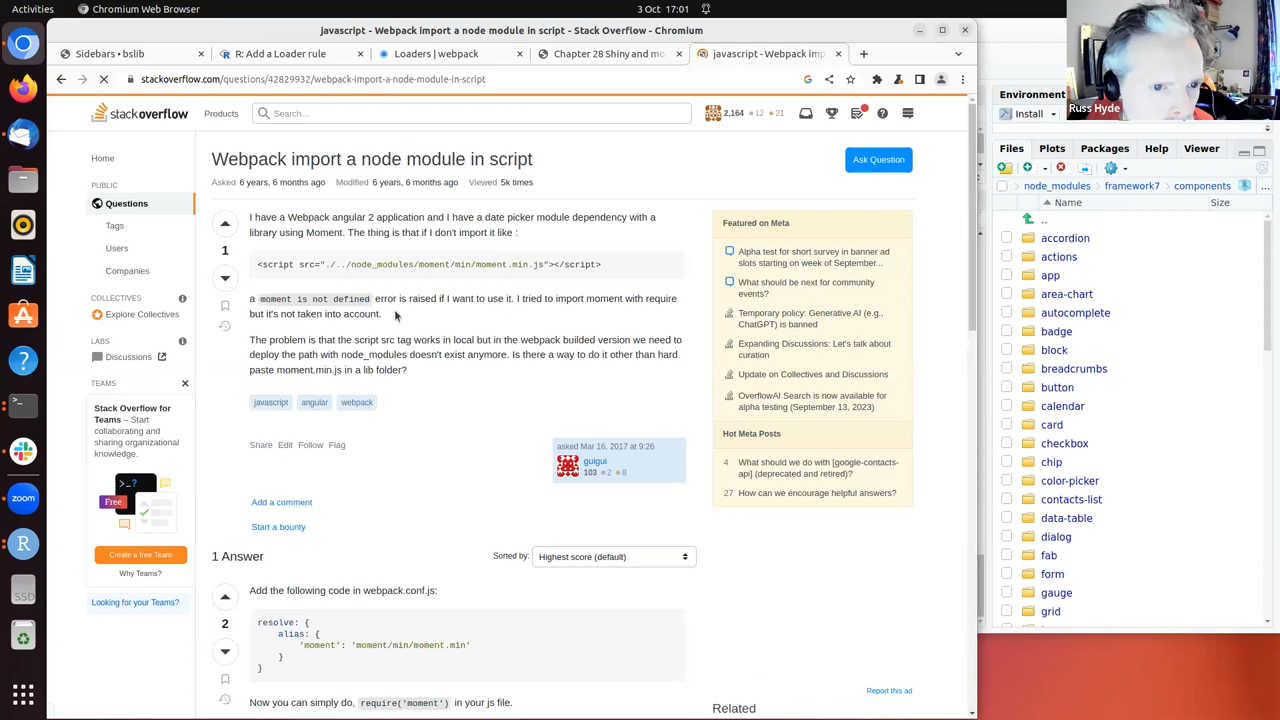 Activities
Chromium Web Browser
3 Oct 17:01
javascript - Webpack import a node module in script - Stack Overflow - Chromium
Sidebars • bslib
R: Add a Loader rule
Loaders | webpack
Chapter 28 Shiny and mo
javascript - Webpack imp
stackoverflow.com/questions/42829932/webpack-import-a-node-module-in-script
stackoverflow
Products
Search...
2,164
12
21
Home
PUBLIC
Questions
Tags
Users
Companies
COLLECTIVES
Explore Collectives
LABS
Discussions
TEAMS
Stack Overflow for
Teams – Start
collaborating and
sharing organizational
knowledge.
Free
Create a free Team
Why Teams?
Looking for your Teams?
Webpack import a node module in script
Ask Question
Asked 6 years, 6 months ago
Modified 6 years, 6 months ago
Viewed 5k times
I have a Webpack angular 2 application and I have a date picker module dependency with a
library using Moment. The thing is that if I don't import it like :
1
<script src="./../node_modules/moment/min/moment.min.js"></script>
a moment is not defined error is raised if I want to use it. I tried to import moment with require
but it's not taken into account.
The problem is that the script src tag works in local but in the webpack builded version we need to
deploy the path with node_modules doesn't exist anymore. Is there a way to do it other than hard
paste moment.min.js in a lib folder?
javascript
angular
webpack
Share Edit Follow Flag
asked Mar 16, 2017 at 9:26
guigui
103
2
8
Add a comment
Start a bounty
1 Answer
Sorted by:
Highest score (default)
Add the following code in webpack.conf.js:
2
resolve: {
alias: {
'moment': 'moment/min/moment.min'
}
}
Now you can simply do, require('moment') in your js file.
Featured on Meta
Alpha test for short survey in banner ad
slots starting on week of September...
What should be next for community
events?
Temporary policy: Generative AI (e.g.,
ChatGPT) is banned
Expanding Discussions: Let's talk about
curation
Update on Collectives and Discussions
OverflowAI Search is now available for
alpha testing (September 13, 2023)
Hot Meta Posts
4 What should we do with [google-contacts-
api] (deprecated and retired)?
27 How can we encourage helpful answers?
Report this ad
Related
Russ Hyde
Environment
Install
Files
Plots
Packages
Help
Viewer
node_modules
framework7
components
...
Name
Size
..
accordion
actions
app
area-chart
autocomplete
badge
block
breadcrumbs
button
calendar
card
checkbox
chip
color-picker
contacts-list
data-table
dialog
fab
form
gauge
grid
zoom
R
SSD